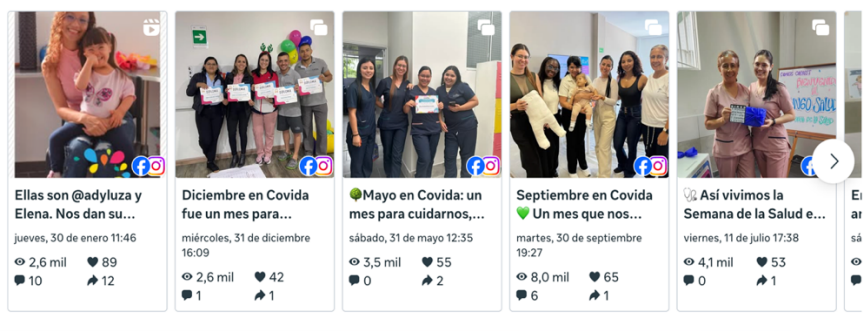 Ellas son @adyluza y
Elena. Nos dan su...
jueves, 30 de enero 11:46
2,6 mil 89
10 12
Diciembre en Covida
fue un mes para...
miércoles, 31 de diciembre
16:09
2,6 mil 42
1 1
🌳Mayo en Covida: un
mes para cuidarnos,...
sábado, 31 de mayo 12:35
3,5 mil 55
0 2
Septiembre en Covida
💚 Un mes que nos...
martes, 30 de septiembre
19:27
8,0 mil 65
6 1
🩺 Así vivimos la
Semana de la Salud e...
viernes, 11 de julio 17:38
4,1 mil 53
0 1